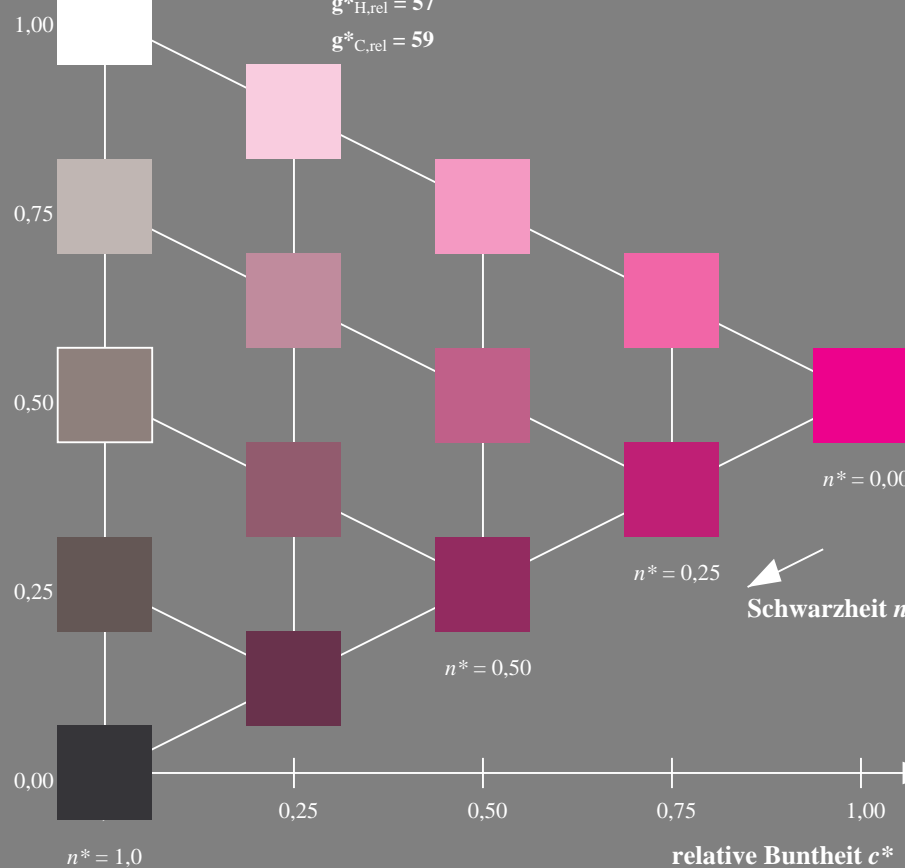 g*H,rel = 57
1,00
g*C,rel = 59
0,75
0,50
n* = 0,00
n* = 0,25
0,25
Schwarzheit n
n* = 0,50
0,00
0,25
0,50
0,75
1,00
n* = 1,0
relative Buntheit c*